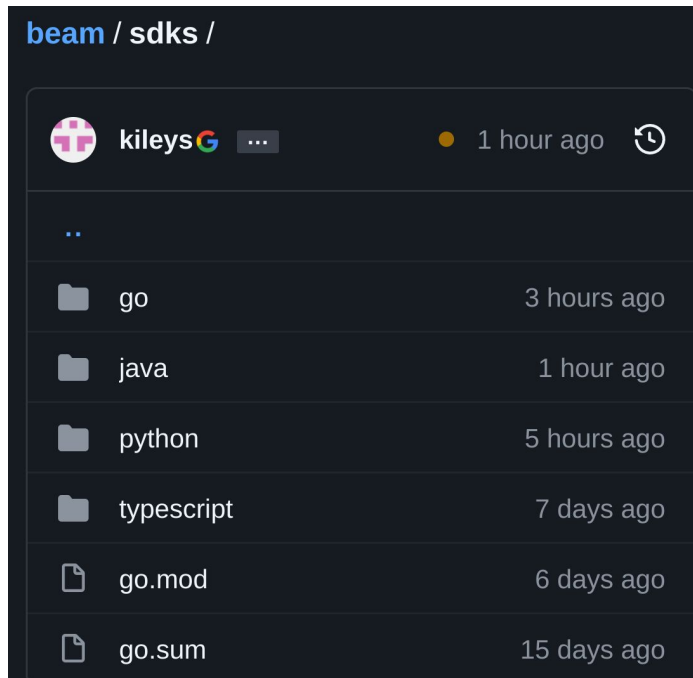 beam / sdks /
kileys ... 1 hour ago
..
go 3 hours ago
java 1 hour ago
python 5 hours ago
typescript 7 days ago
go.mod 6 days ago
go.sum 15 days ago